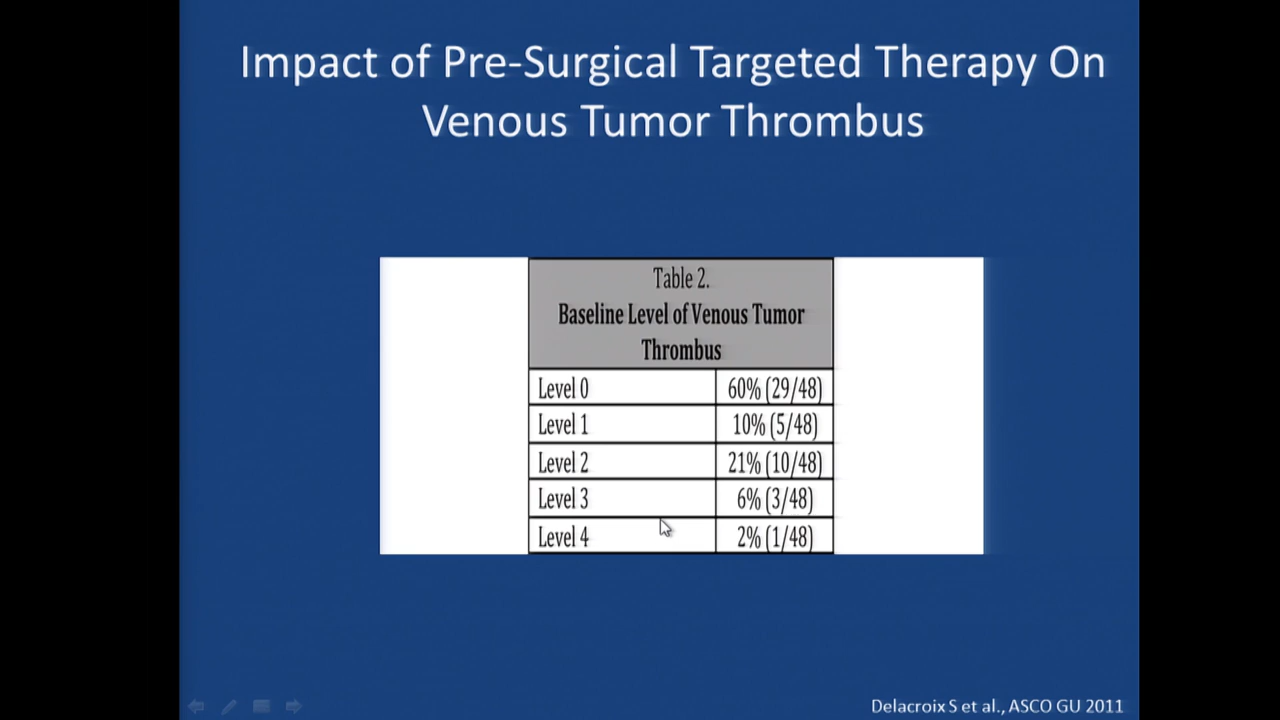 Impact of Pre-Surgical Targeted Therapy On
Venous Tumor Thrombus
Table 2.
Baseline Level of Venous Tumor
Thrombus
Level 0 60% (29/48)
Level 1 10% (5/48)
Level 2 21% (10/48)
Level 3 6% (3/48)
Level 4 2% (1/48)
Delacroix S et al., ASCO GU 2011